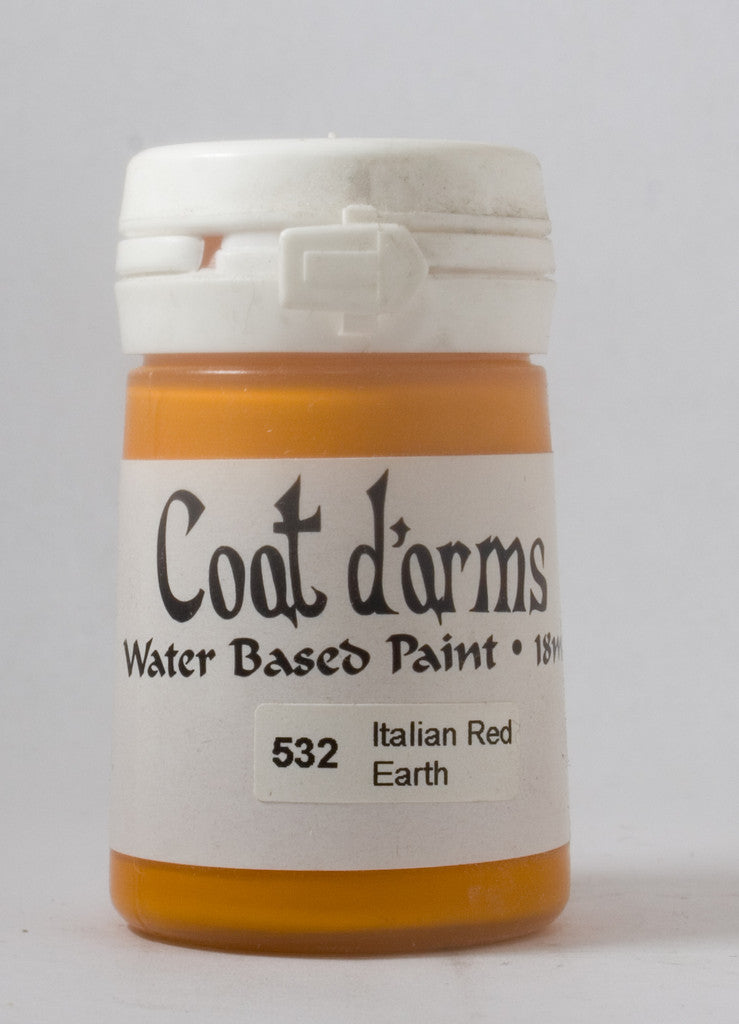 Coat d'arms
Water Based Paint • 18m
532 Italian Red
Earth